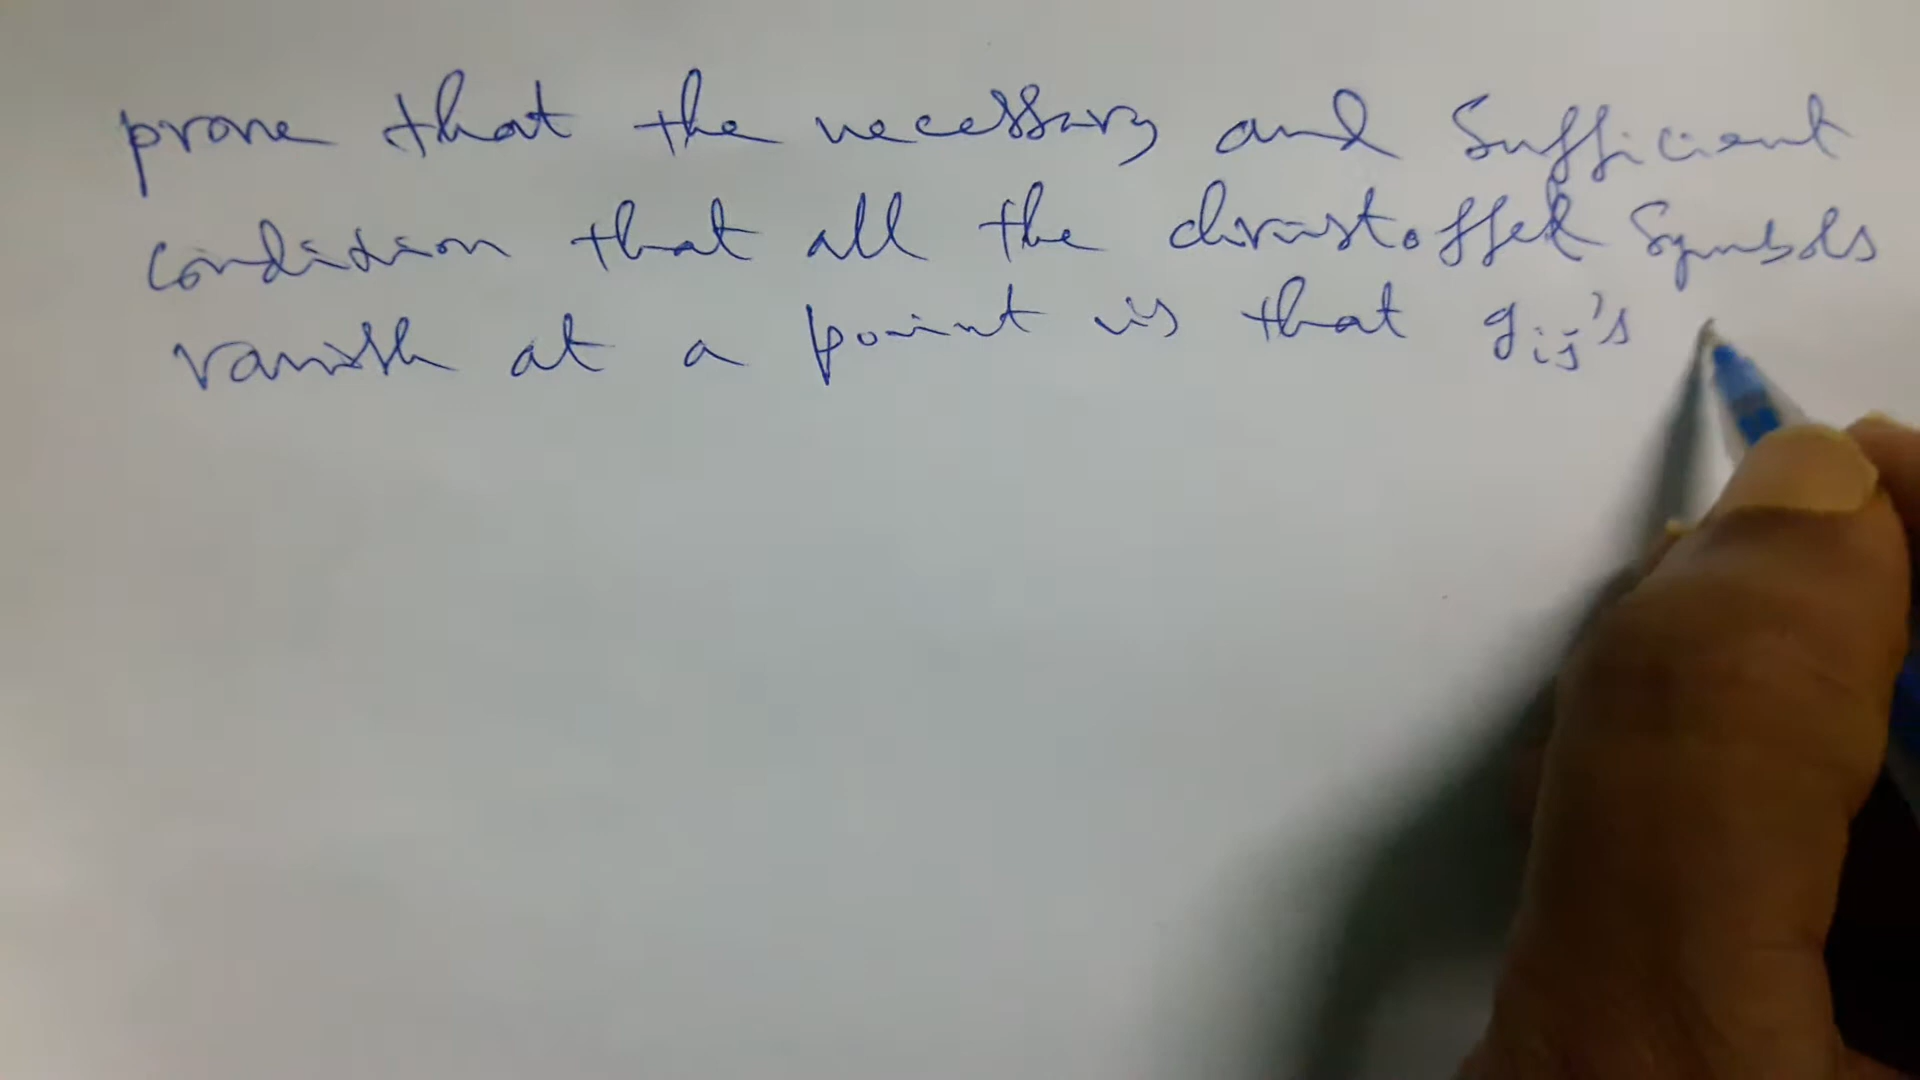 prove that the necessary and Sufficient
condition that all the christoffel Symbols
vanish at a point is that gij's